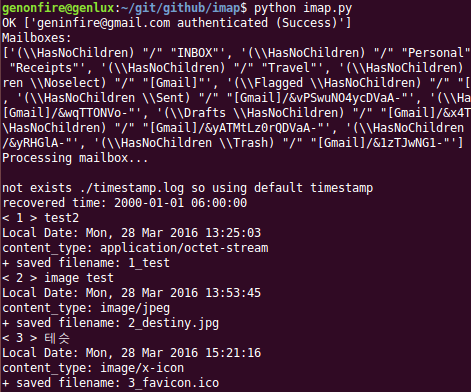 genonfire@genlux:~/git/github/imap$ python imap.py
OK ['geninfire@gmail.com authenticated (Success)']
Mailboxes:
['(\\HasNoChildren) "/" "INBOX"', '(\\HasNoChildren) "/" "Personal"
 "Receipts"', '(\\HasNoChildren) "/" "Travel"', '(\\HasNoChildren)
ren \\Noselect) "/" "[Gmail]"', '(\\Flagged \\HasNoChildren) "/" "[
, '(\\HasNoChildren \\Sent) "/" "[Gmail]/&vPSwuNO4ycDVaA-"', '(\\Ha
[Gmail]/&wqTTONVo-"', '(\\Drafts \\HasNoChildren) "/" "[Gmail]/&x4T
\HasNoChildren) "/" "[Gmail]/&yATMtLz0rQDVaA-"', '(\\HasNoChildren
/&yRHGlA-"', '(\\HasNoChildren \\Trash) "/" "[Gmail]/&1zTJwNG1-"']
Processing mailbox...
not exists ./timestamp.log so using default timestamp
recovered time: 2000-01-01 06:00:00
< 1 > test2
Local Date: Mon, 28 Mar 2016 13:25:03
content_type: application/octet-stream
+ saved filename: 1_test
< 2 > image test
Local Date: Mon, 28 Mar 2016 13:53:45
content_type: image/jpeg
+ saved filename: 2_destiny.jpg
< 3 > 테슷
Local Date: Mon, 28 Mar 2016 15:21:16
content_type: image/x-icon
+ saved filename: 3_favicon.ico